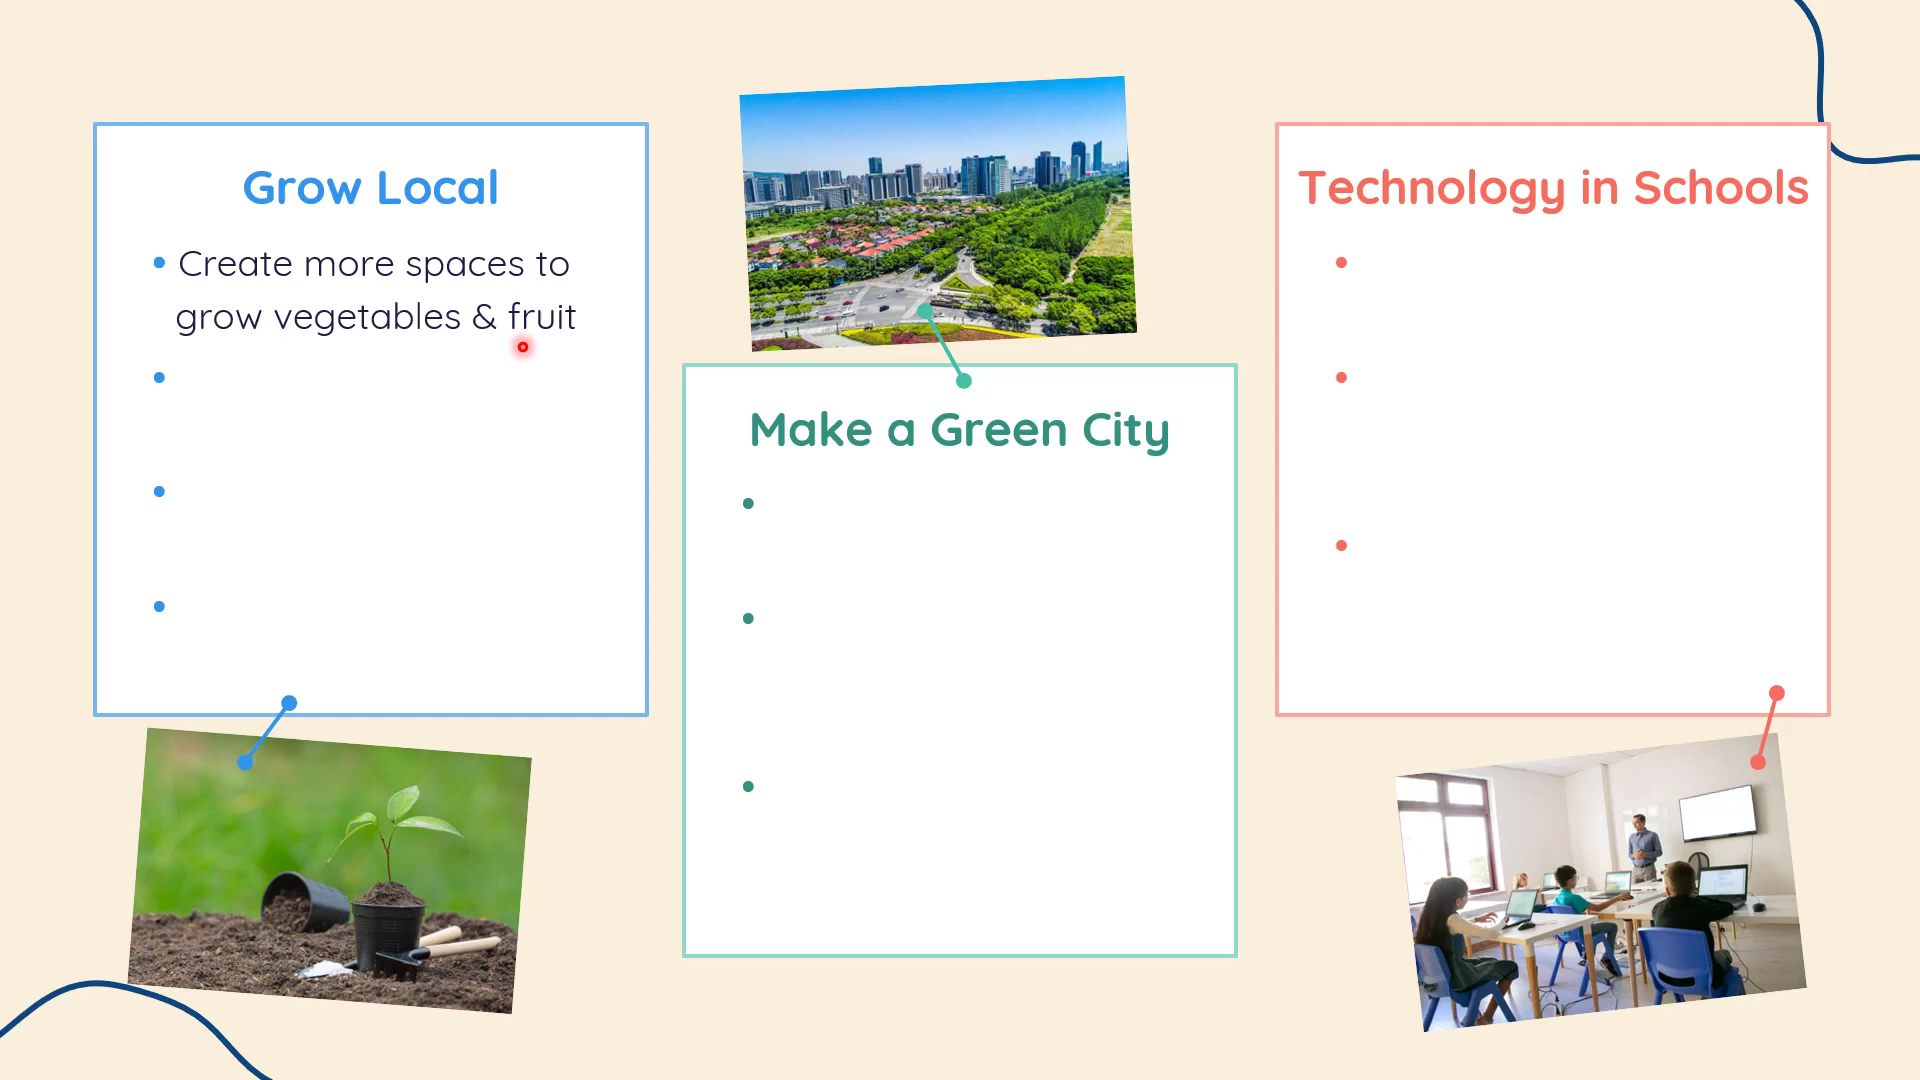 Grow Local
• Create more spaces to
grow vegetables & fruit
•
•
•
Make a Green City
•
•
•
Technology in Schools
•
•
•